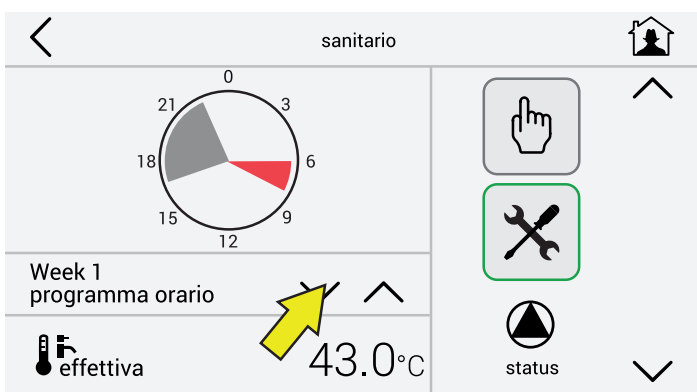 sanitario
0
21
3
18
6
15
9
12
Week 1
programma orario
effettiva
43.0°C
status